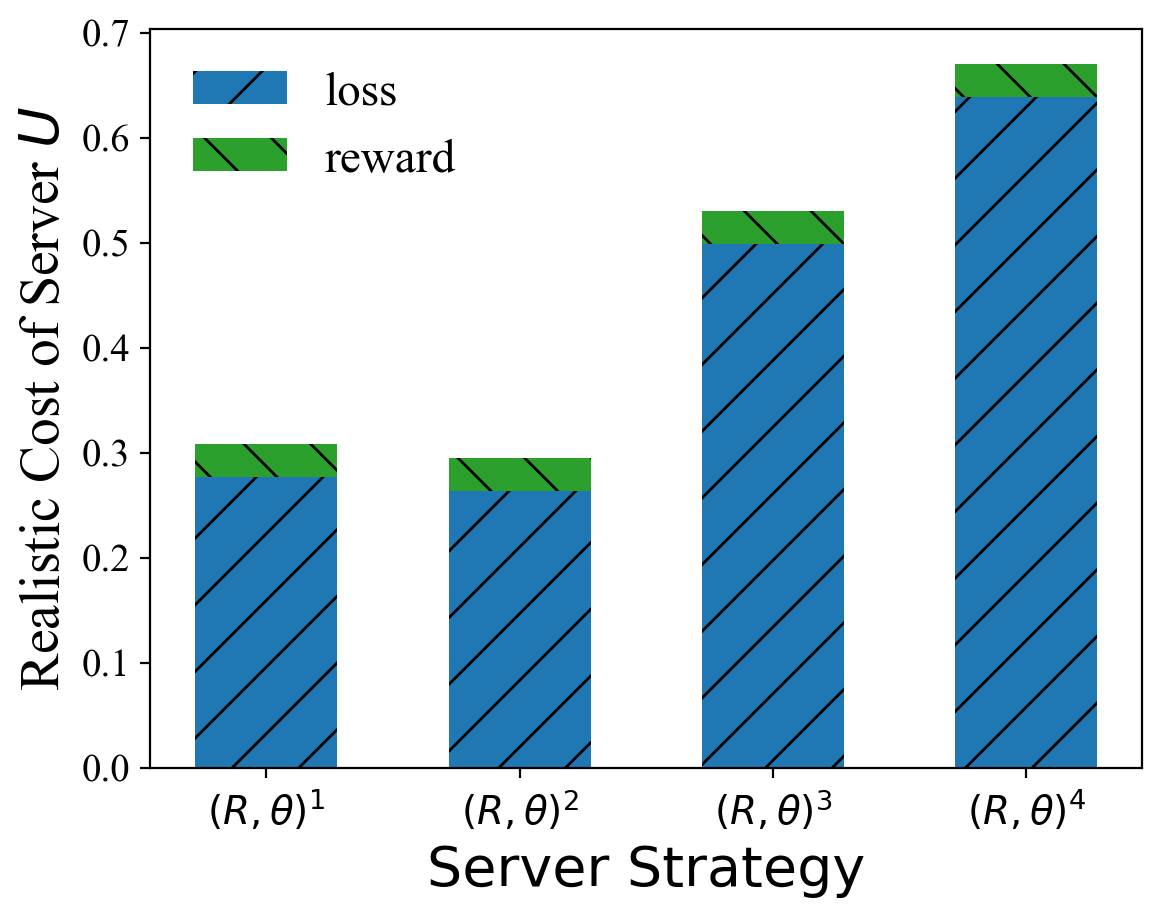 0.7
0.6
0.5
0.4
0.3
0.2
0.1
0.0
Realistic Cost of Server U
loss
reward
(R, θ)¹
(R, θ)²
(R, θ)³
(R, θ)⁴
Server Strategy